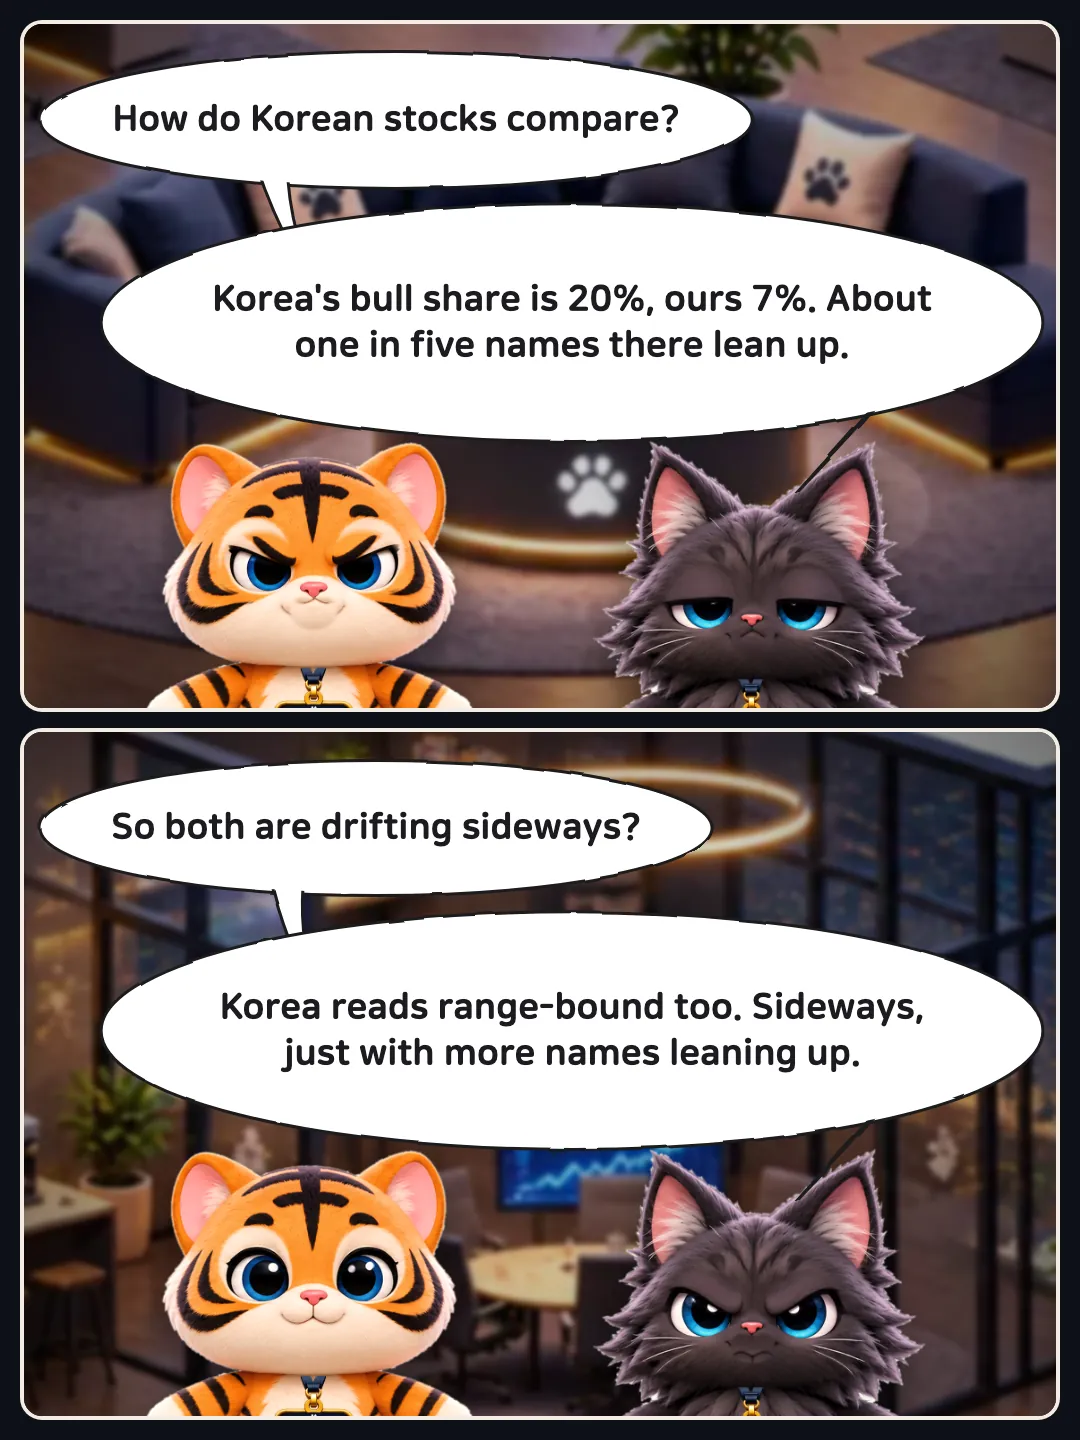 How do Korean stocks compare?
Korea's bull share is 20%, ours 7%. About
one in five names there lean up.
So both are drifting sideways?
Korea reads range-bound too. Sideways,
just with more names leaning up.